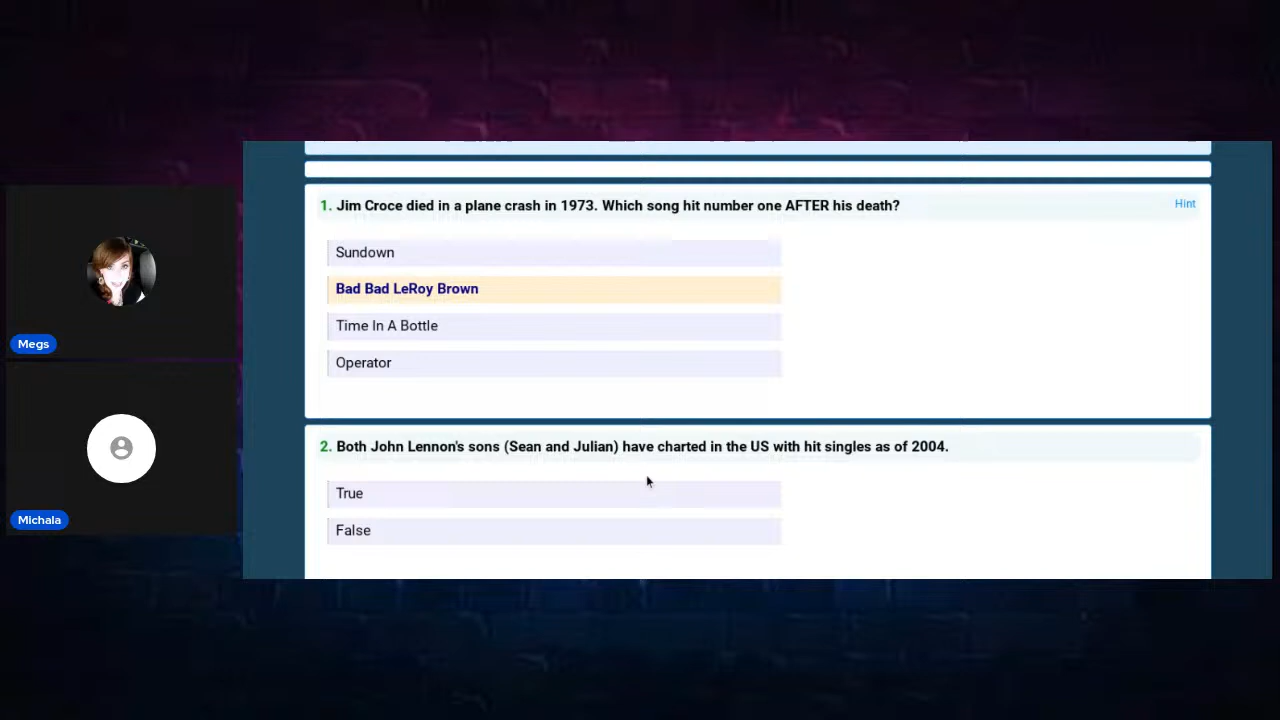 1. Jim Croce died in a plane crash in 1973. Which song hit number one AFTER his death?
Hint
Sundown
Bad Bad LeRoy Brown
Time In A Bottle
Operator
2. Both John Lennon's sons (Sean and Julian) have charted in the US with hit singles as of 2004.
True
False
Megs
Michala